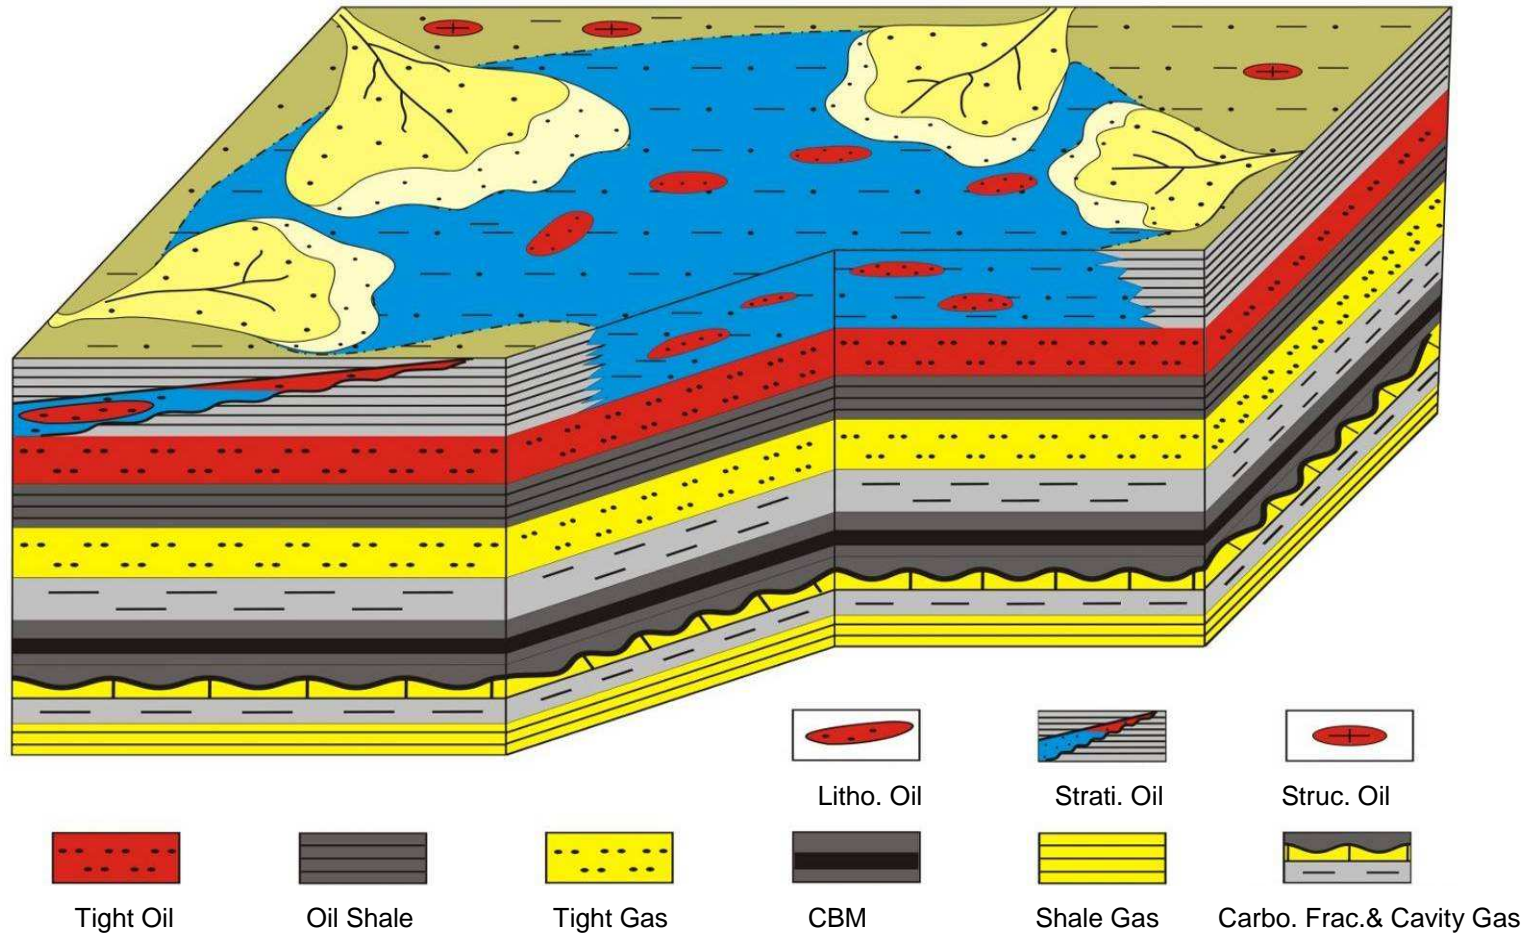 Litho. Oil Strati. Oil Struc. Oil
Tight Oil Oil Shale Tight Gas CBM Shale Gas Carbo. Frac.& Cavity Gas